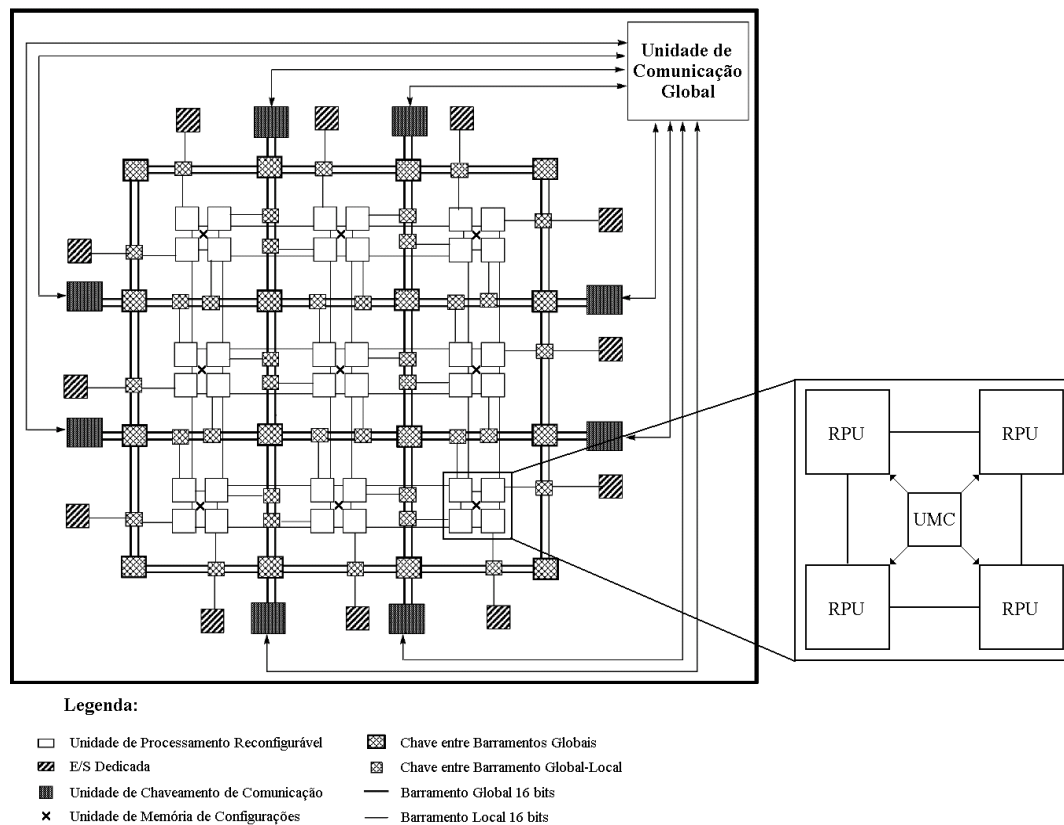 Unidade de
Comunicação
Global
RPU
RPU
UMC
RPU
RPU
Legenda:
Unidade de Processamento Reconfigurável
E/S Dedicada
Unidade de Chaveamento de Comunicação
Unidade de Memória de Configurações
Chave entre Barramentos Globais
Chave entre Barramento Global-Local
Barramento Global 16 bits
Barramento Local 16 bits